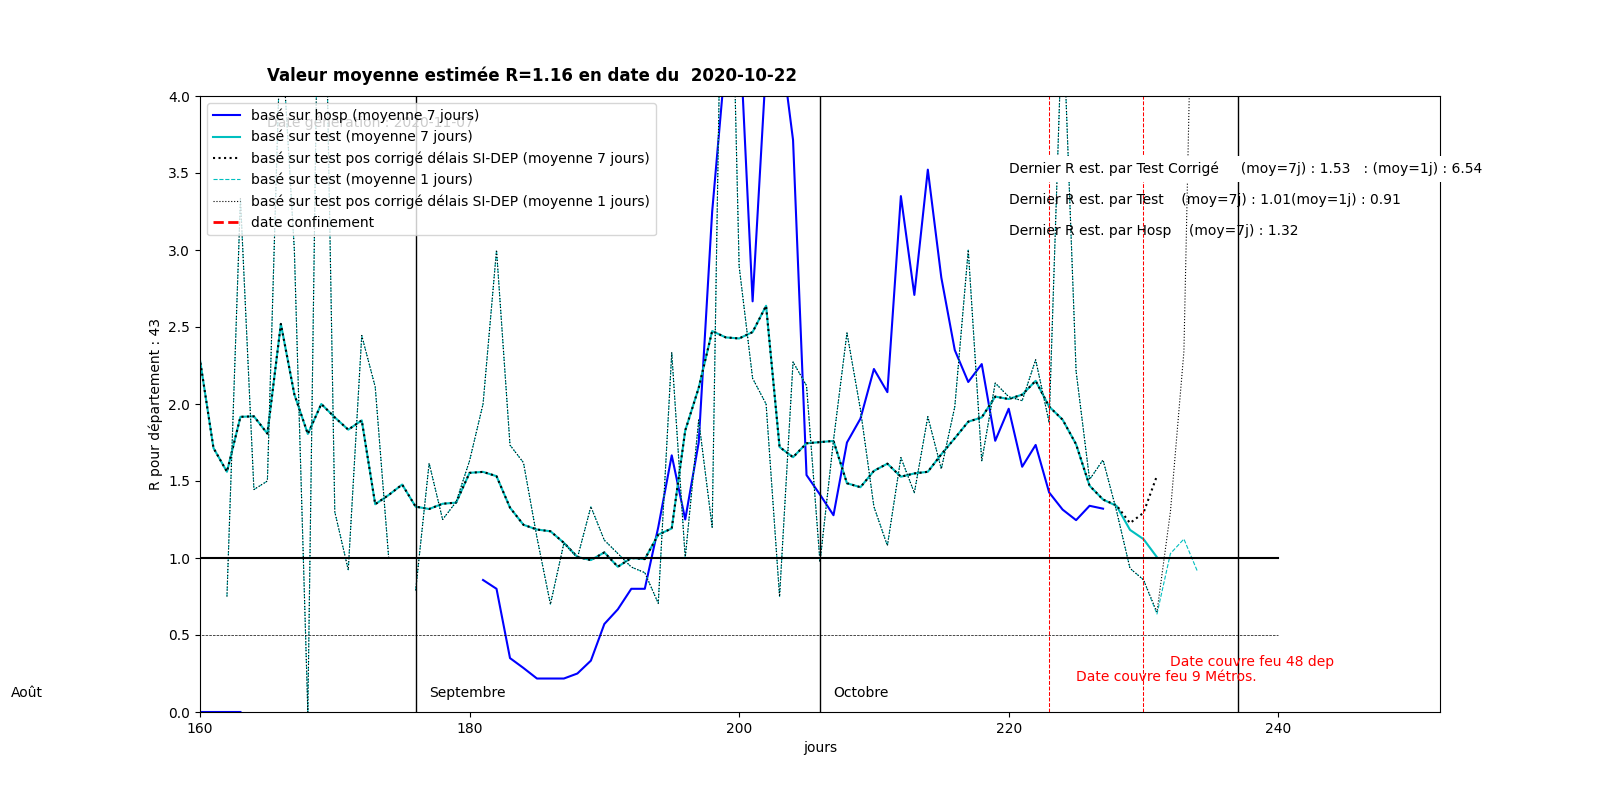 Valeur moyenne estimée R=1.16 en date du  2020-10-22
4.0
3.5
3.0
2.5
2.0
1.5
1.0
0.5
0.0
R pour département : 43
basé sur hosp (moyenne 7 jours)
Date génération : 2020-11-07
basé sur test (moyenne 7 jours)
basé sur test pos corrigé délais SI-DEP (moyenne 7 jours)
basé sur test (moyenne 1 jours)
basé sur test pos corrigé délais SI-DEP (moyenne 1 jours)
date confinement
Dernier R est. par Test Corrigé     (moy=7j) : 1.53   : (moy=1j) : 6.54
Dernier R est. par Test    (moy=7j) : 1.01(moy=1j) : 0.91
Dernier R est. par Hosp    (moy=7j) : 1.32
Date couvre feu 48 dep
Date couvre feu 9 Métros.
Août
Septembre
Octobre
160
180
200
220
240
jours